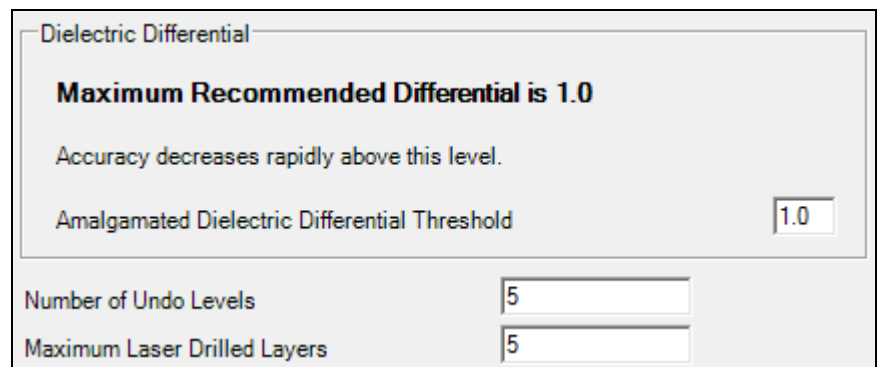 Dielectric Differential
Maximum Recommended Differential is 1.0
Accuracy decreases rapidly above this level.
Amalgamated Dielectric Differential Threshold 1.0
Number of Undo Levels 5
Maximum Laser Drilled Layers 5